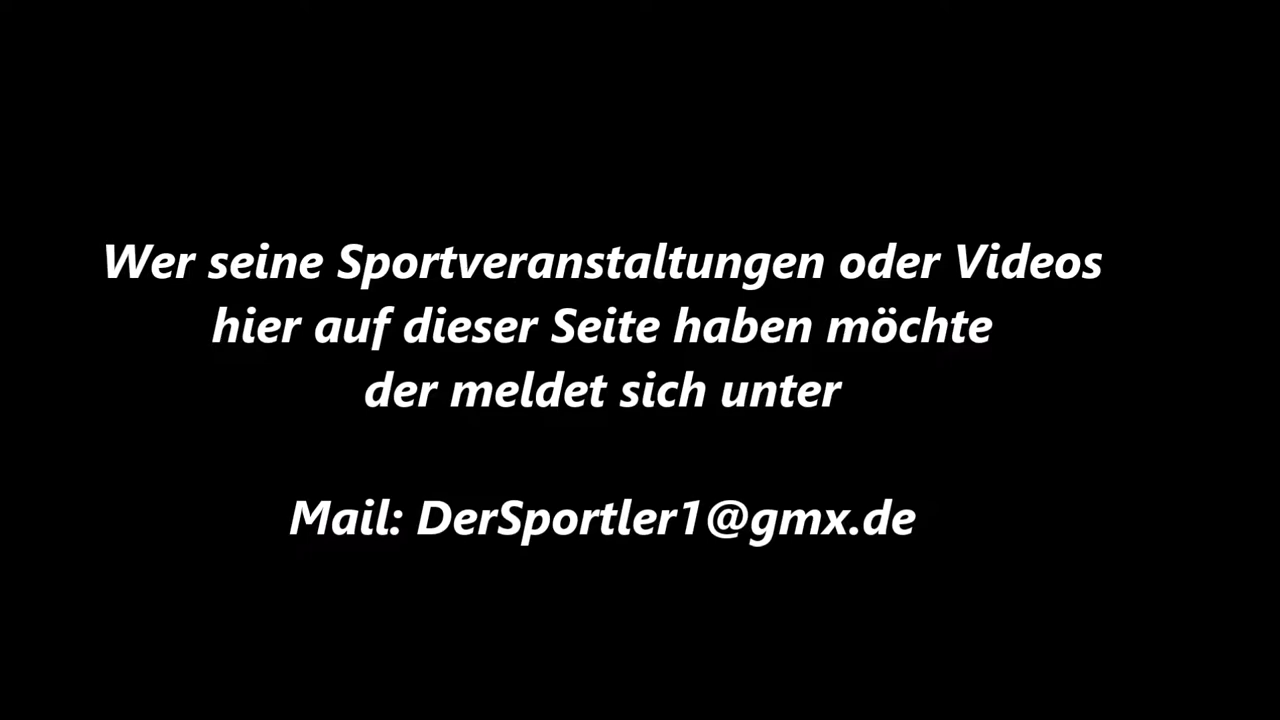 Wer seine Sportveranstaltungen oder Videos
hier auf dieser Seite haben möchte
der meldet sich unter
Mail: DerSportler1@gmx.de